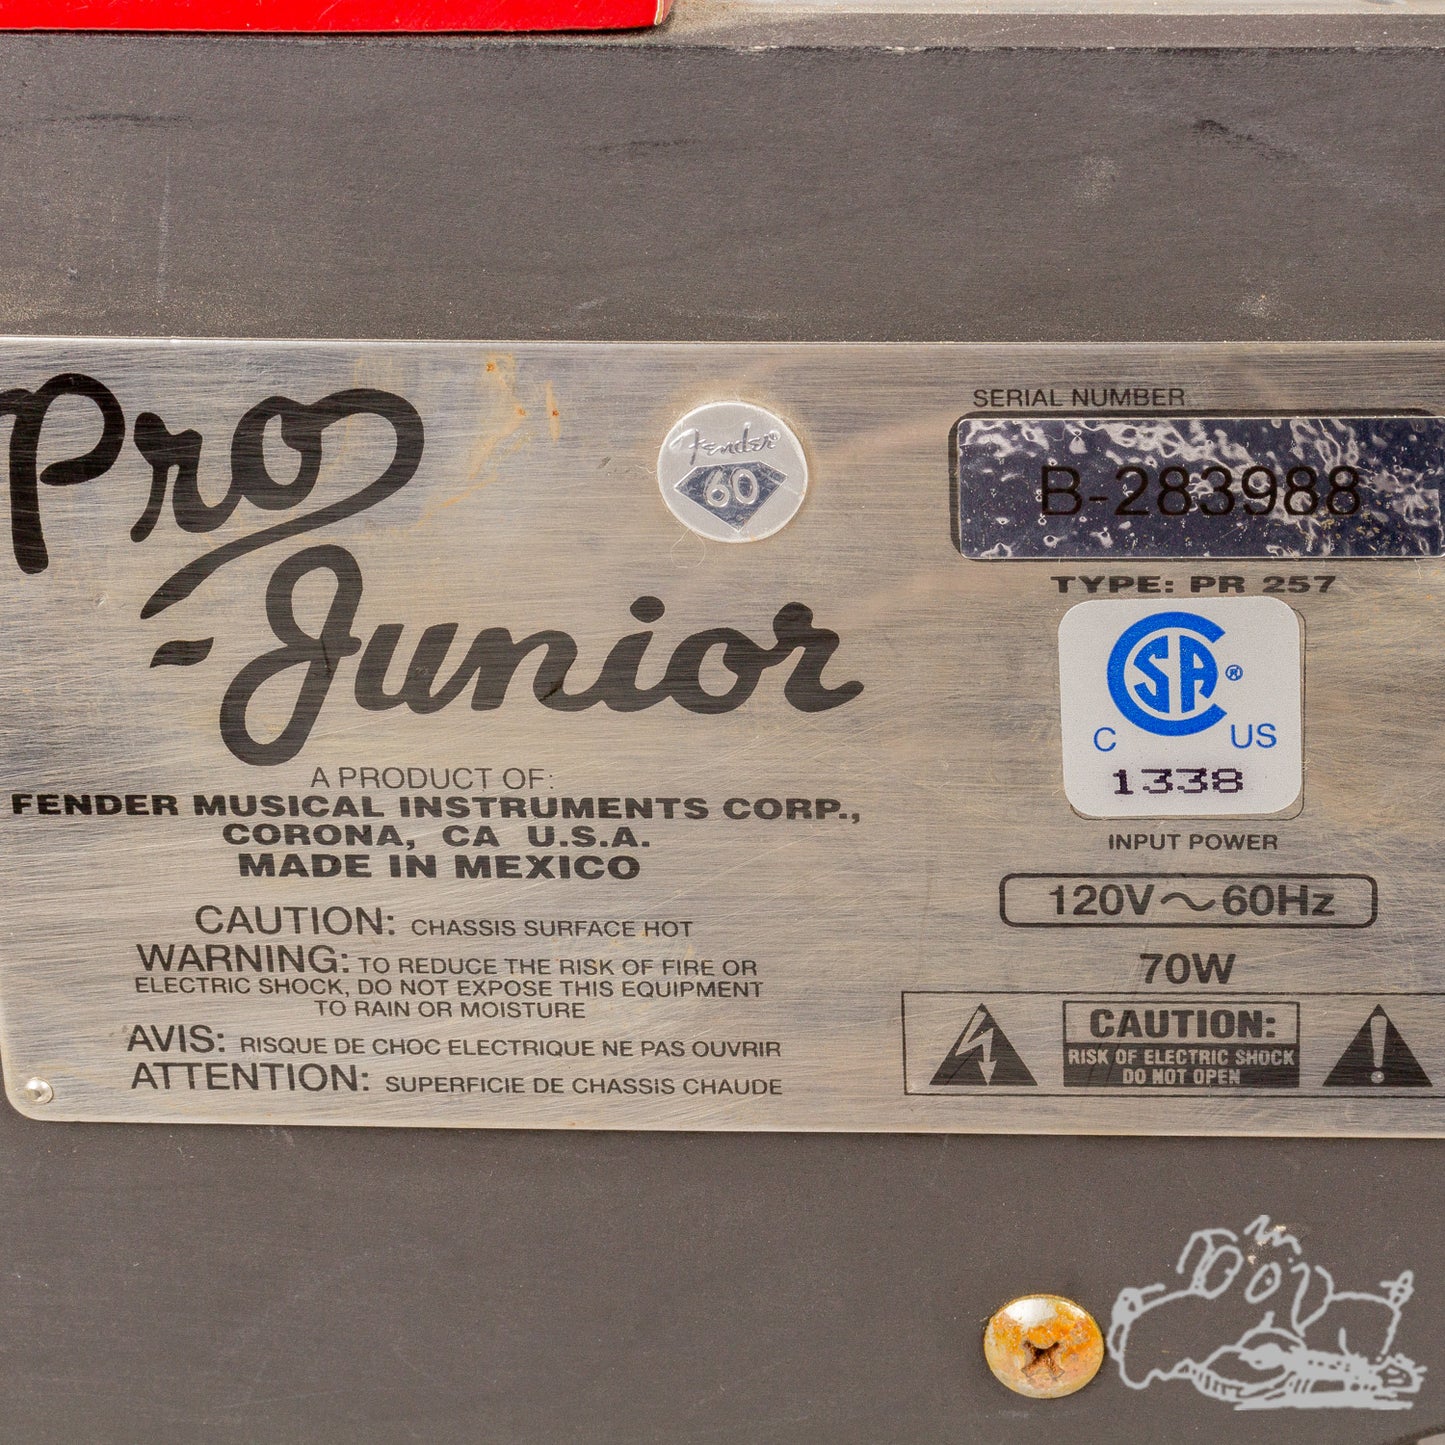 Pro
Junior
Fender®
60
SERIAL NUMBER
B-283988
TYPE: PR 257
CSA®
C US
1338
A PRODUCT OF:
FENDER MUSICAL INSTRUMENTS CORP.,
CORONA, CA U.S.A.
MADE IN MEXICO
INPUT POWER
120V~60Hz
70W
CAUTION: CHASSIS SURFACE HOT
WARNING: TO REDUCE THE RISK OF FIRE OR
ELECTRIC SHOCK, DO NOT EXPOSE THIS EQUIPMENT
TO RAIN OR MOISTURE
AVIS: RISQUE DE CHOC ELECTRIQUE NE PAS OUVRIR
ATTENTION: SUPERFICIE DE CHASSIS CHAUDE
CAUTION:
RISK OF ELECTRIC SHOCK
DO NOT OPEN